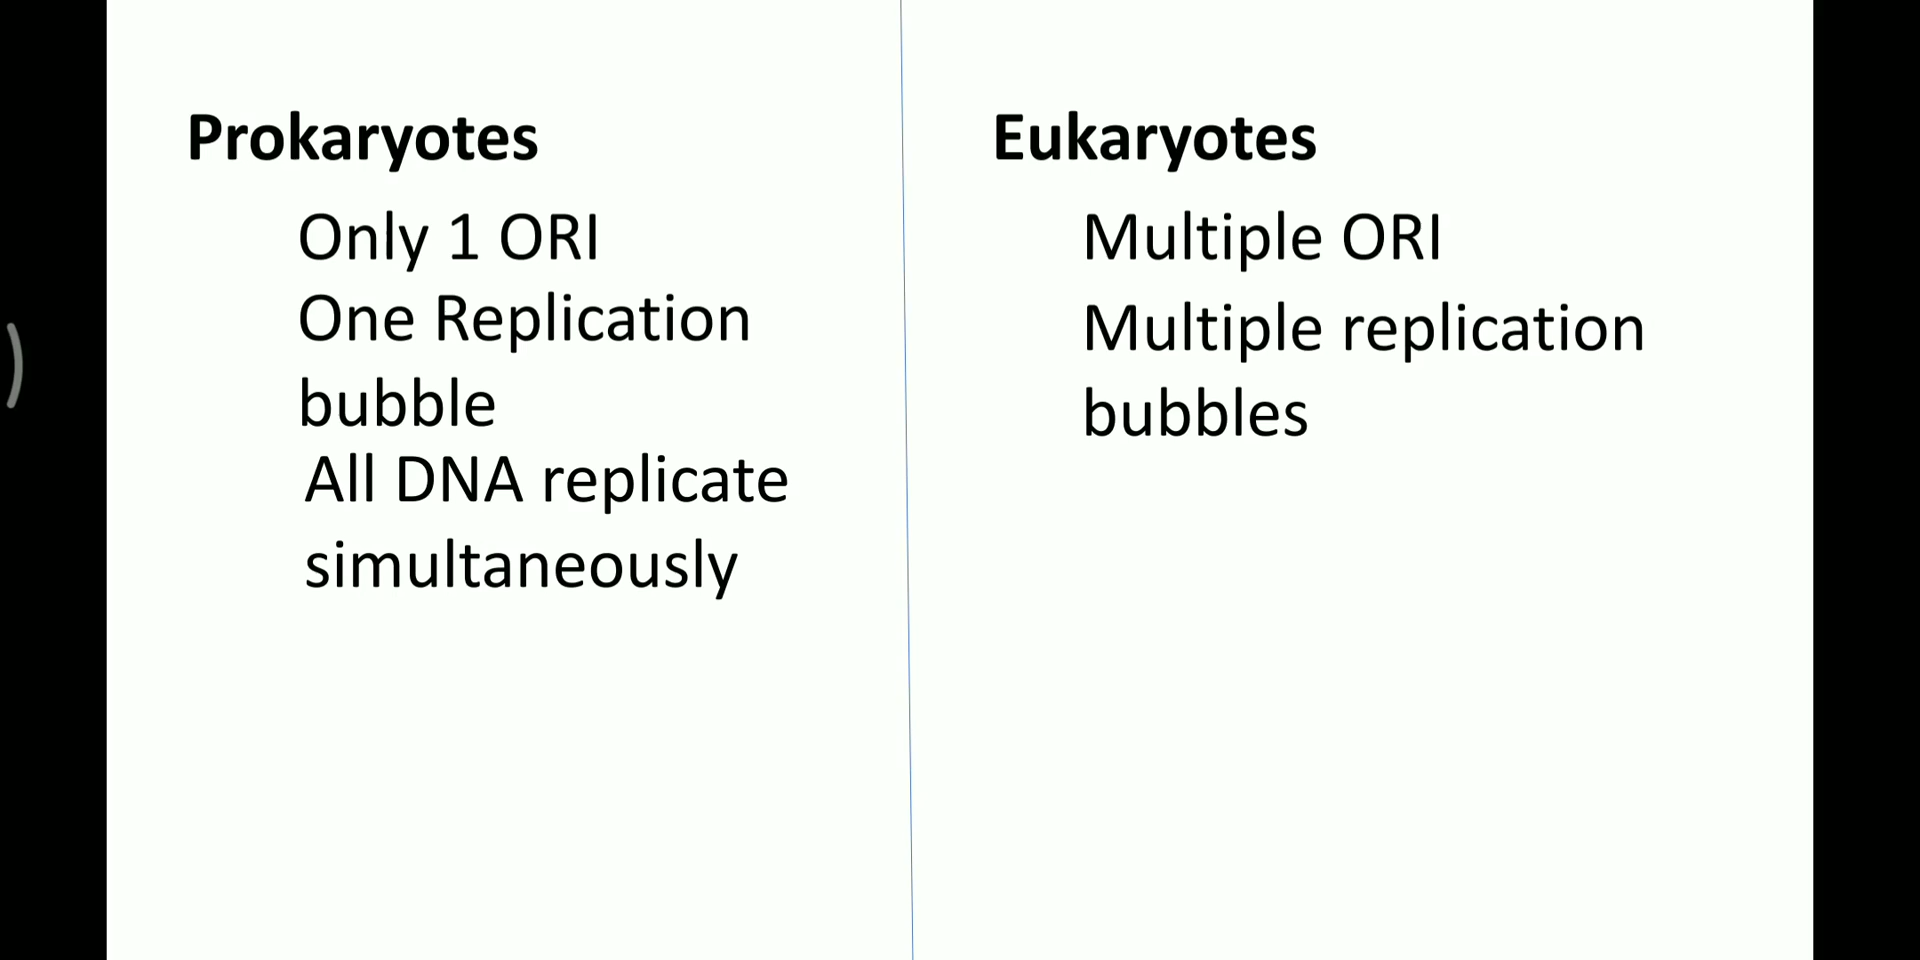 Prokaryotes
Only 1 ORI
One Replication
bubble
All DNA replicate
simultaneously
Eukaryotes
Multiple ORI
Multiple replication
bubbles